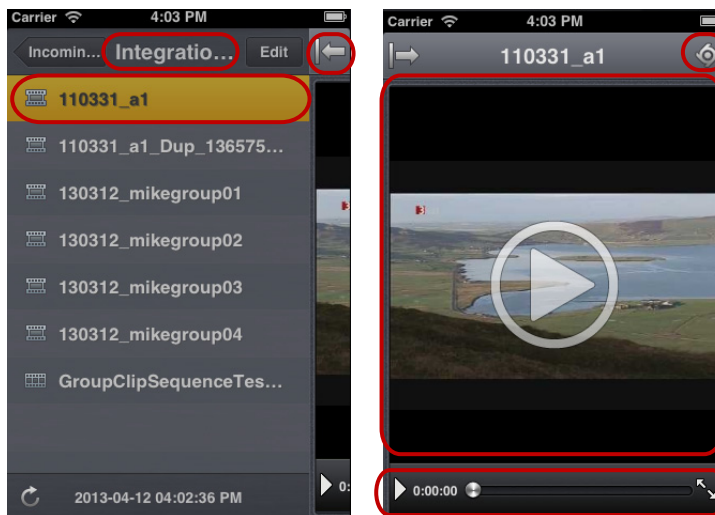 Carrier 4:03 PM
Incomin... Integratio... Edit
110331_a1
110331_a1_Dup_136575...
130312_mikegroup01
130312_mikegroup02
130312_mikegroup03
130312_mikegroup04
GroupClipSequenceTes...
2013-04-12 04:02:36 PM
0:
Carrier 4:03 PM
110331_a1
0:00:00